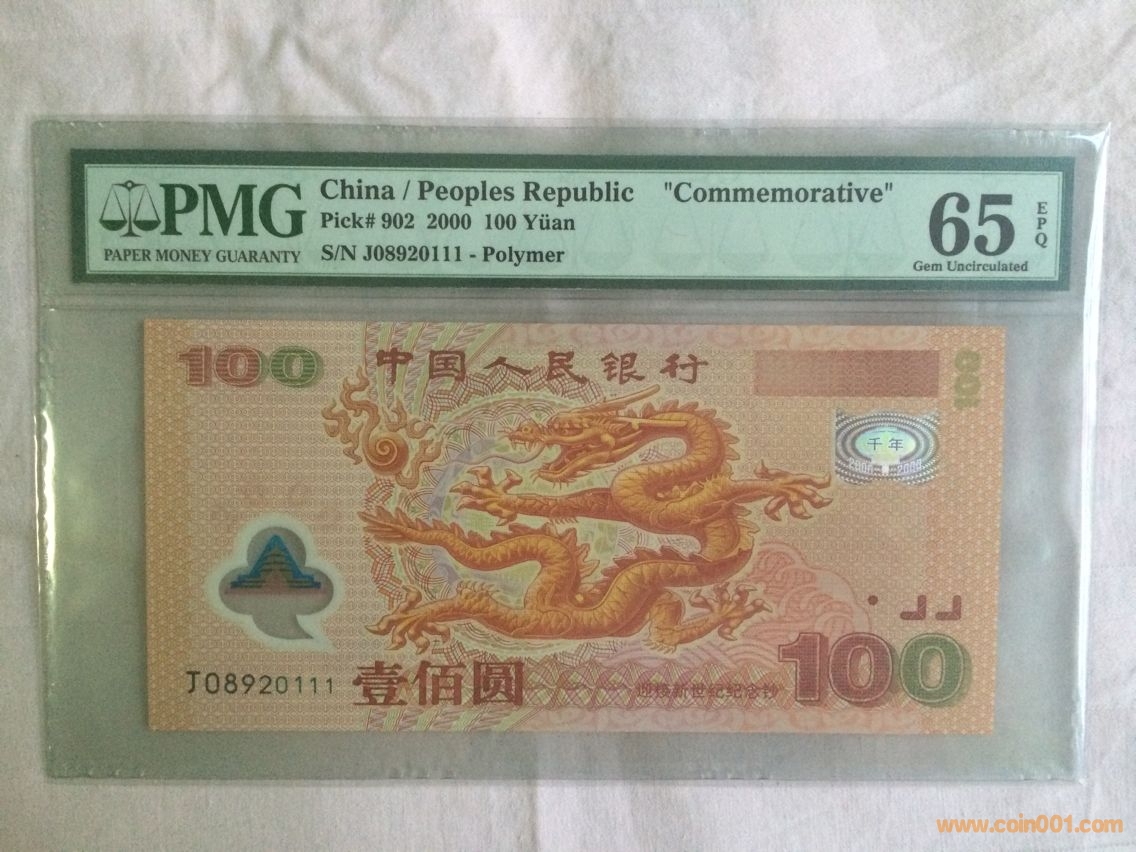 PMG
PAPER MONEY GUARANTY
China / Peoples Republic "Commemorative"
Pick# 902 2000 100 Yüan
S/N J08920111 - Polymer
65
EPQ
Gem Uncirculated
100 中国人民银行
100
千年
2000 2000
J08920111 壹佰圆
迎接新世纪纪念钞
100
www.coin001.com